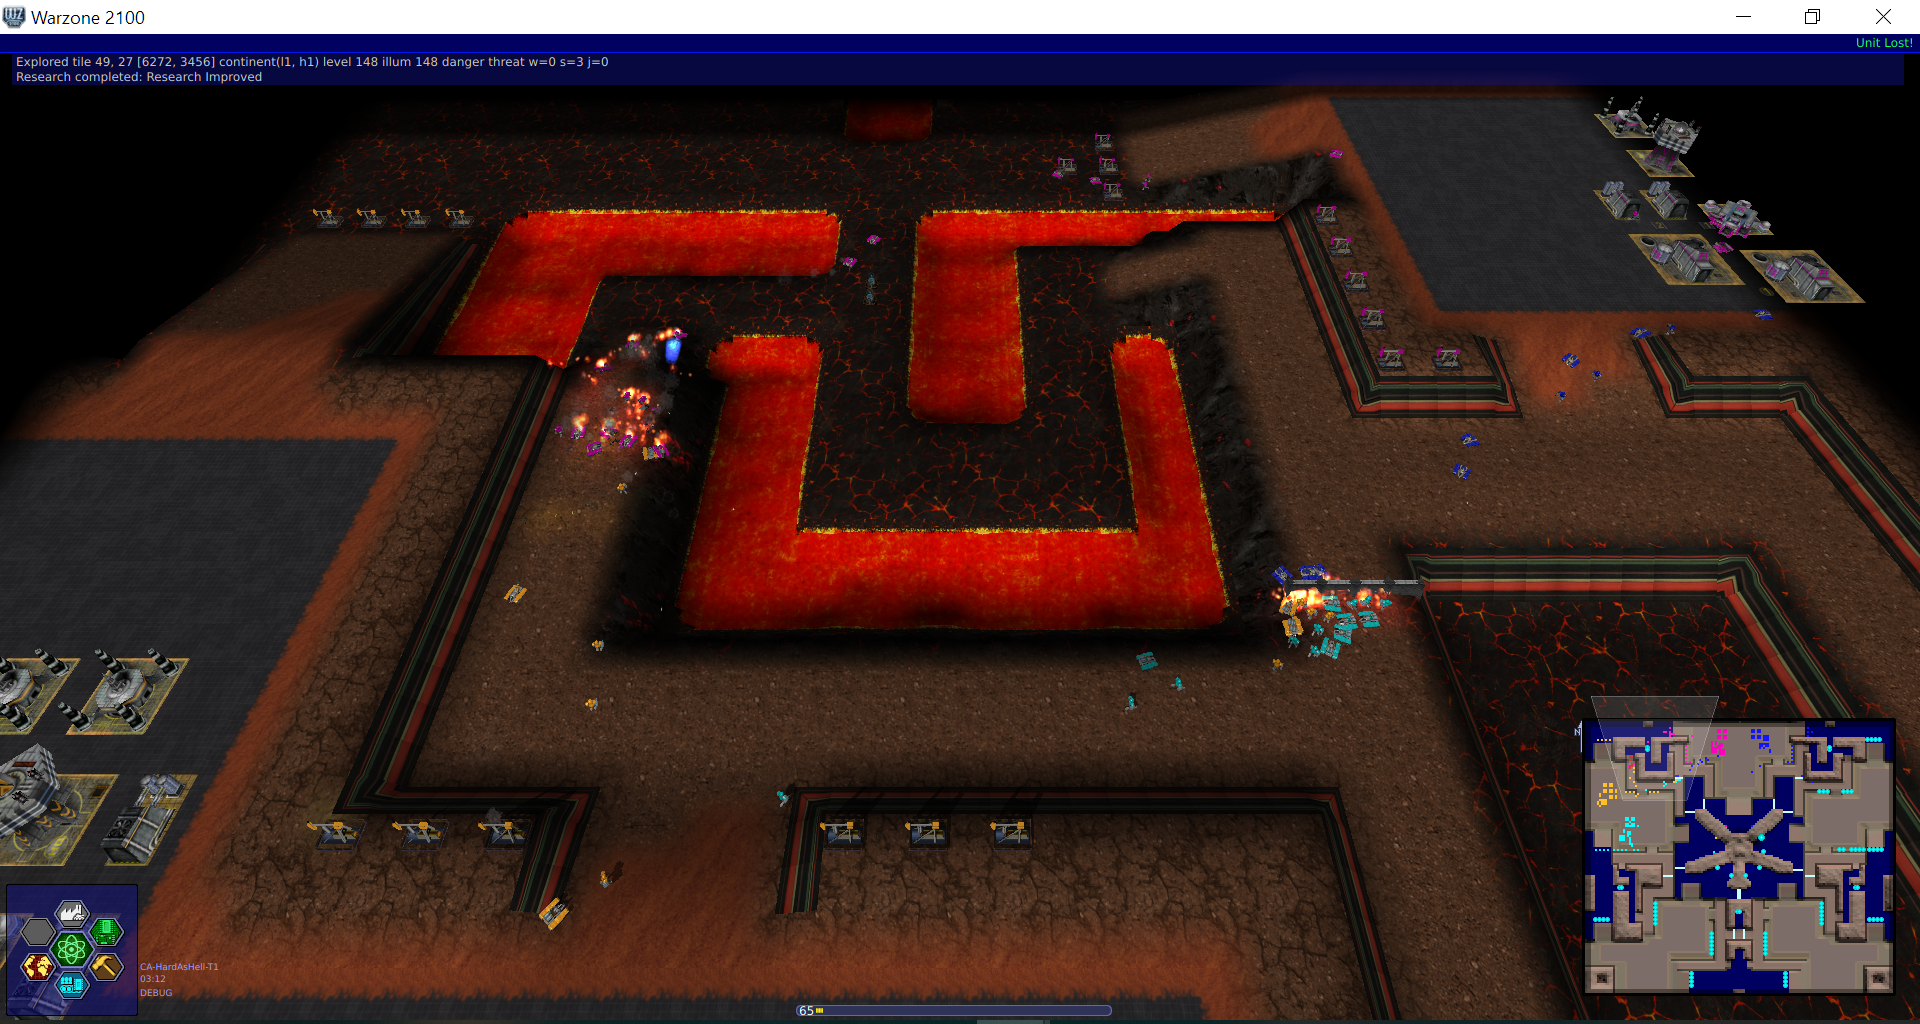 Warzone 2100
Unit Lost!
Explored tile 49, 27 [6272, 3456] continent(l1, h1) level 148 illum 148 danger threat w=0 s=3 j=0
Research completed: Research Improved
N
CA-HardAsHell-T1
03:12
DEBUG
65